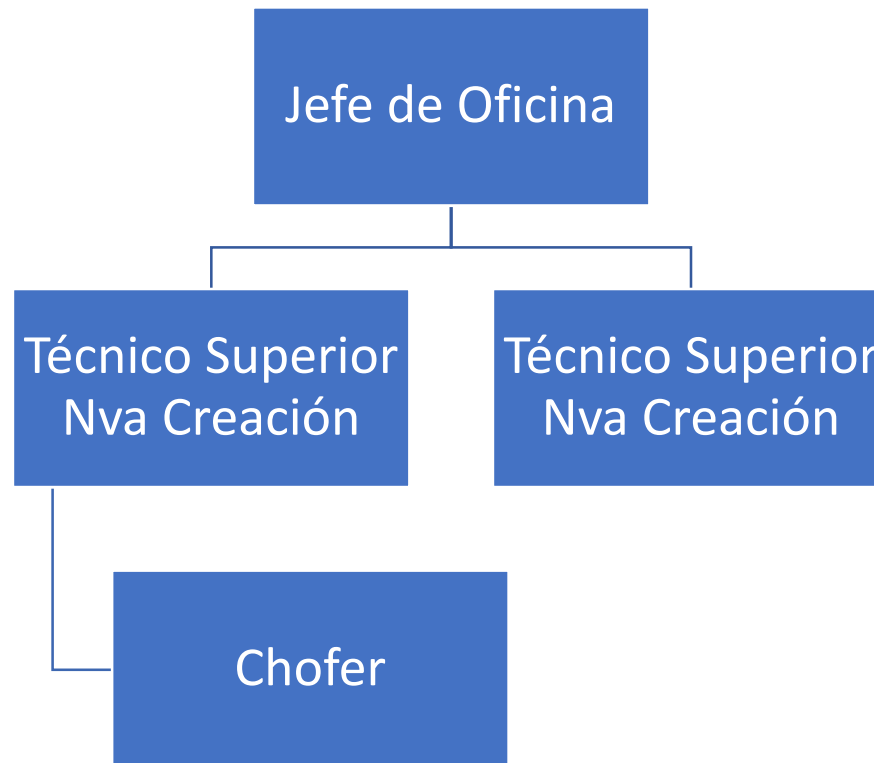 Jefe de Oficina
Técnico Superior
Nva Creación
Técnico Superior
Nva Creación
Chofer